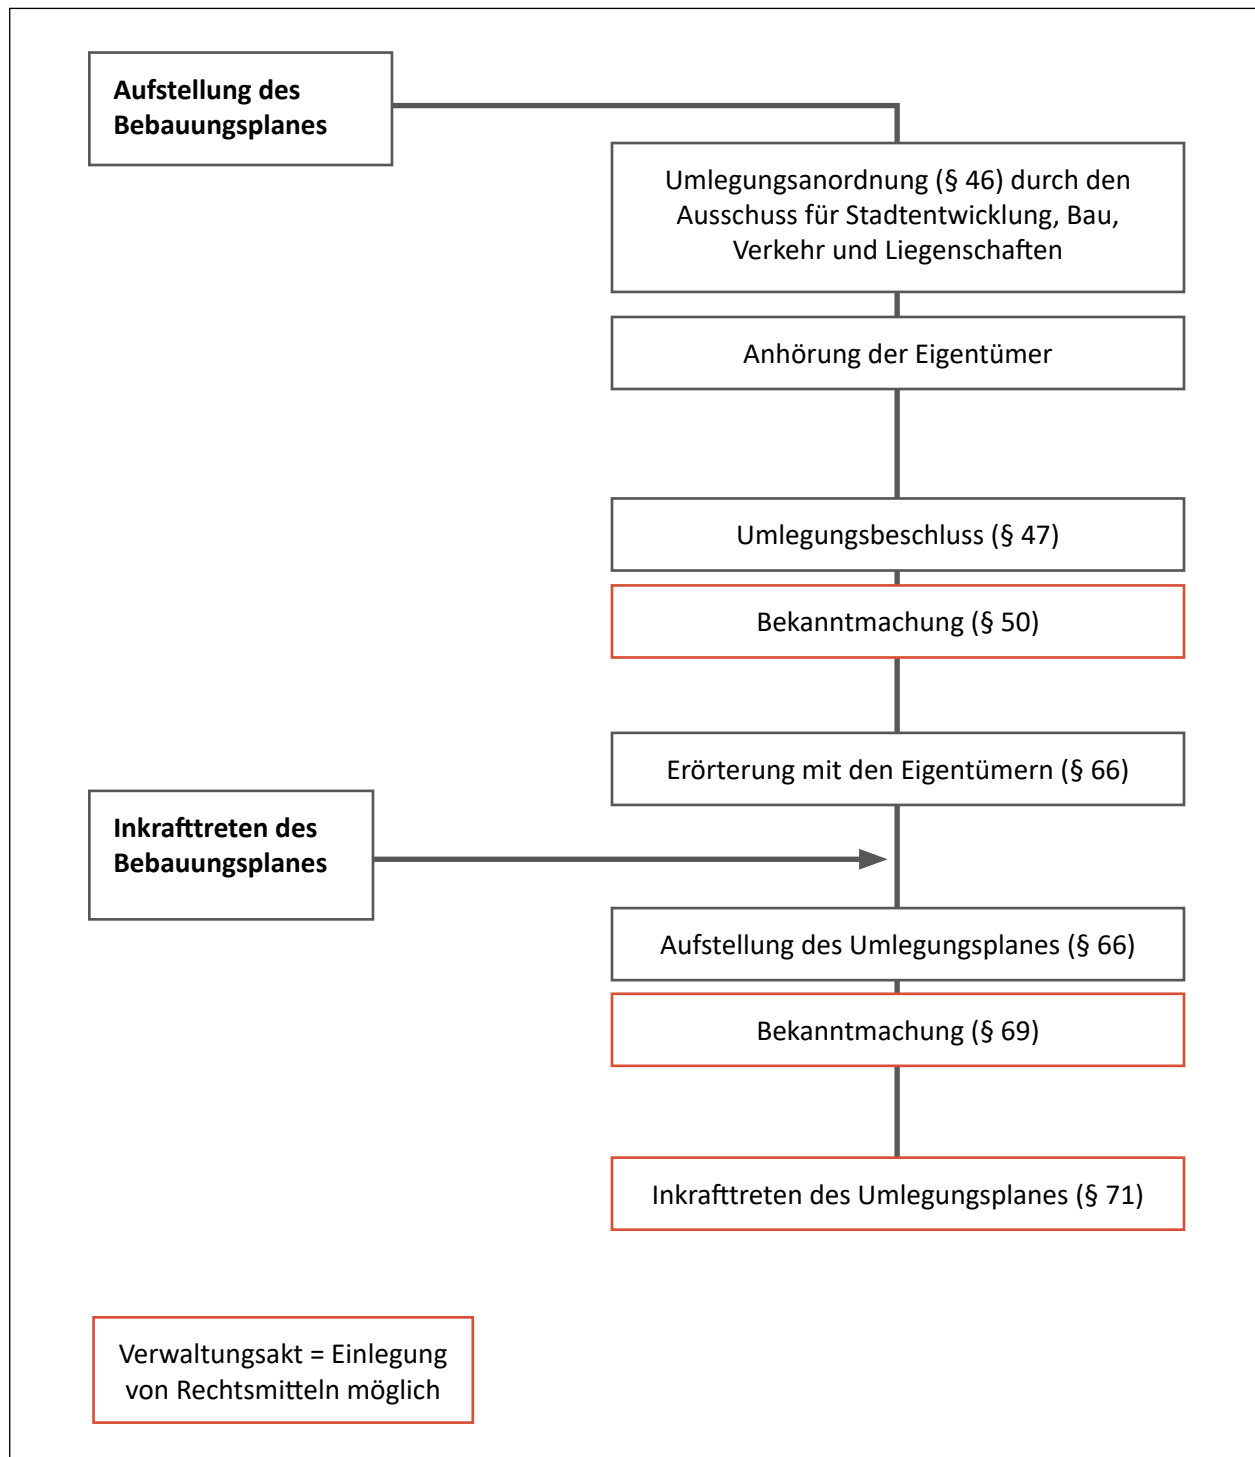 Aufstellung des
Bebauungsplanes
Umlegungsanordnung (§ 46) durch den
Ausschuss für Stadtentwicklung, Bau,
Verkehr und Liegenschaften
Anhörung der Eigentümer
Umlegungsbeschluss (§ 47)
Bekanntmachung (§ 50)
Erörterung mit den Eigentümern (§ 66)
Inkrafttreten des
Bebauungsplanes
Aufstellung des Umlegungsplanes (§ 66)
Bekanntmachung (§ 69)
Inkrafttreten des Umlegungsplanes (§ 71)
Verwaltungsakt = Einlegung
von Rechtsmitteln möglich